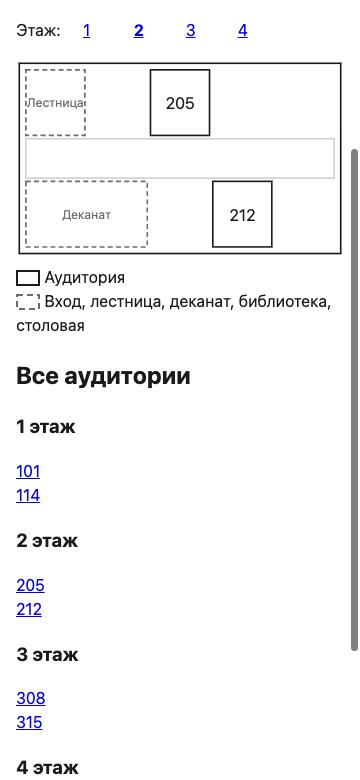 Этаж: 1 2 3 4
Лестница 205
Деканат 212
Аудитория
Вход, лестница, деканат, библиотека,
столовая
Все аудитории
1 этаж
101
114
2 этаж
205
212
3 этаж
308
315
4 этаж